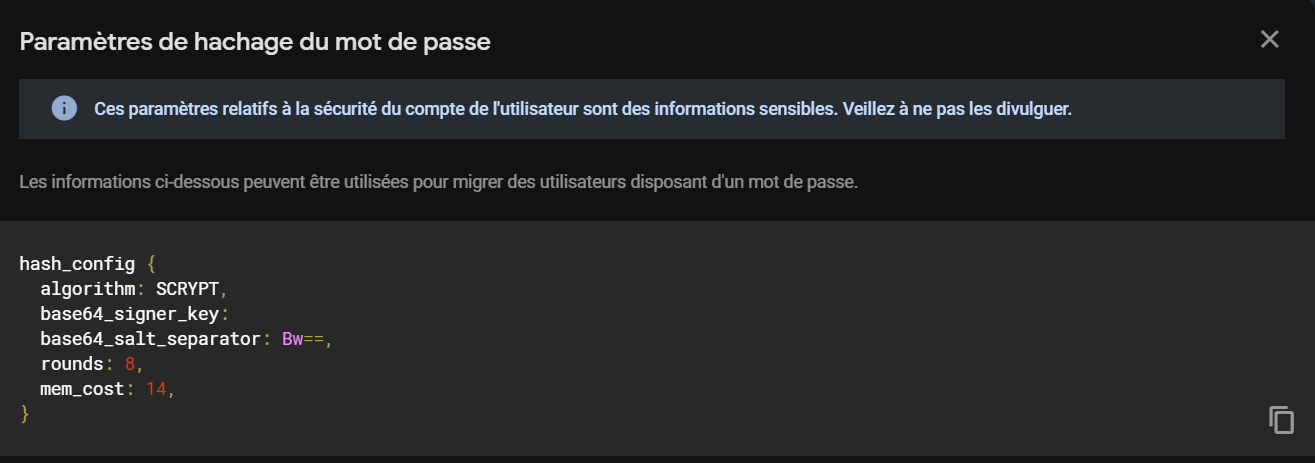 Paramètres de hachage du mot de passe
Ces paramètres relatifs à la sécurité du compte de l'utilisateur sont des informations sensibles. Veillez à ne pas les divulguer.
Les informations ci-dessous peuvent être utilisées pour migrer des utilisateurs disposant d'un mot de passe.
hash_config {
  algorithm: SCRYPT,
  base64_signer_key:
  base64_salt_separator: Bw==,
  rounds: 8,
  mem_cost: 14,
}